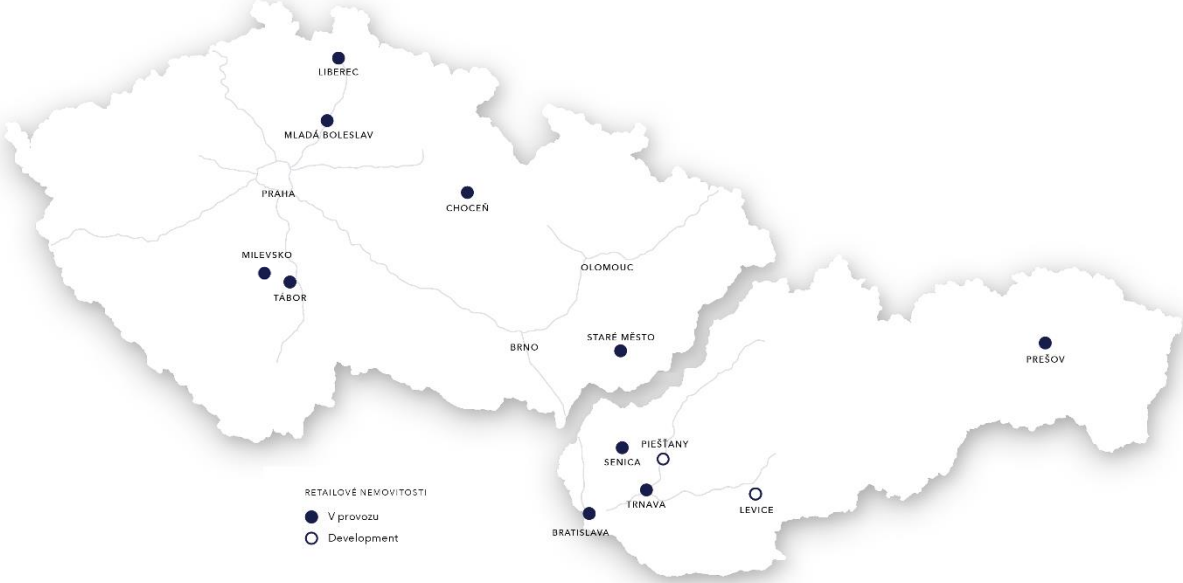 LIBEREC
MLADÁ BOLESLAV
PRAHA
CHOCEŇ
MILEVSKO
TÁBOR
OLOMOUC
BRNO
STARÉ MĚSTO
PREŠOV
PIEŠŤANY
SENICA
TRNAVA
LEVICE
BRATISLAVA
RETAILOVÉ NEMOVITOSTI
V provozu
Development